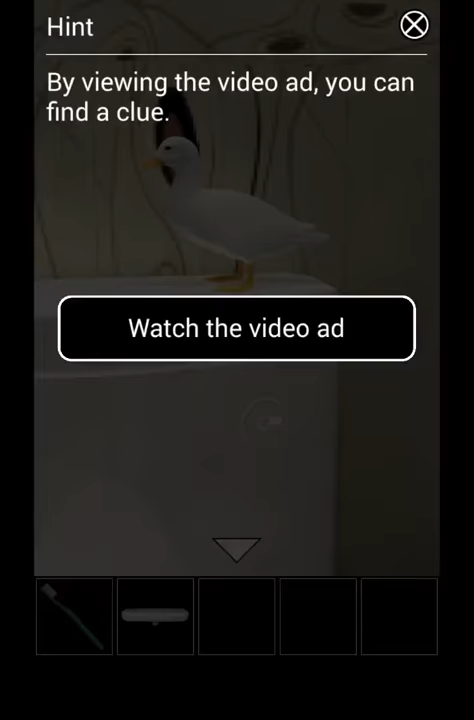 Hint
By viewing the video ad, you can
find a clue.
Watch the video ad